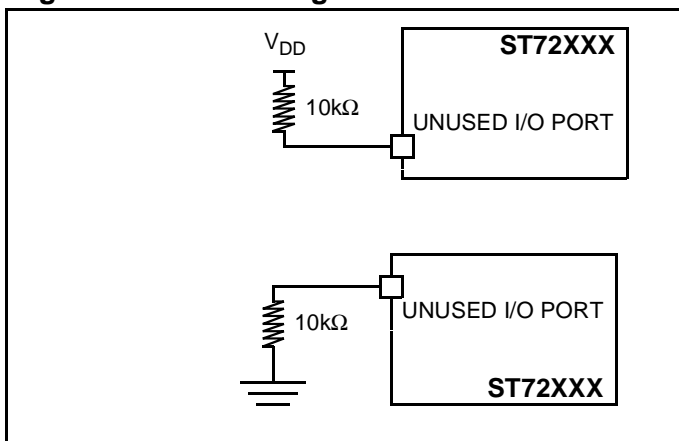 V_DD
ST72XXX
10kΩ
UNUSED I/O PORT
UNUSED I/O PORT
10kΩ
ST72XXX